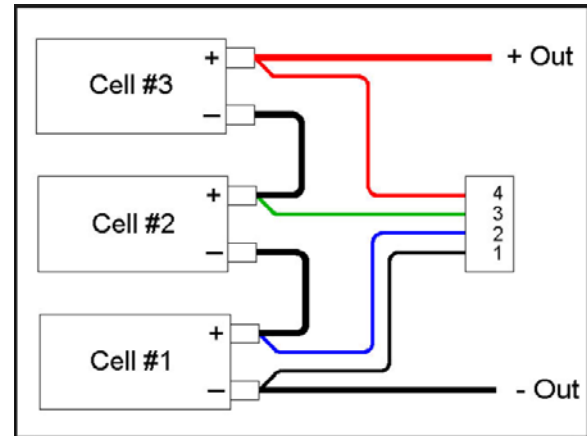 + Out
+
Cell #3
−
4
+
3
Cell #2
2
−
1
+
Cell #1
−
- Out